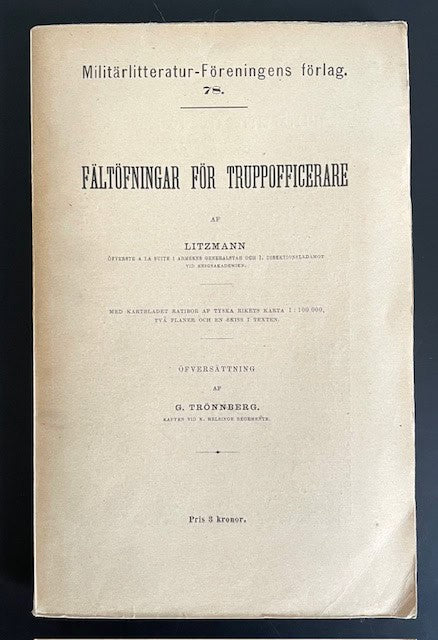 Militärlitteratur-Föreningens förlag.
78.
FÄLTÖFNINGAR FÖR TRUPPOFFICERARE
AF
LITZMANN
ÖFVERSTE A LA SUITE I ARMÉENS GENERALSTAB OCH 1. DIREKTIONSLEDAMOT
VID KRIGSAKADEMIEN.
MED KARTBLADET RATIBOR AF TYSKA RIKETS KARTA 1 : 100 000,
TVÅ PLANER OCH EN SKISS I TEXTEN.
ÖFVERSÄTTNING
AF
G. TRÖNNBERG.
KAPTEN VID K. HELSINGE REGEMENTE.
Pris 3 kronor.